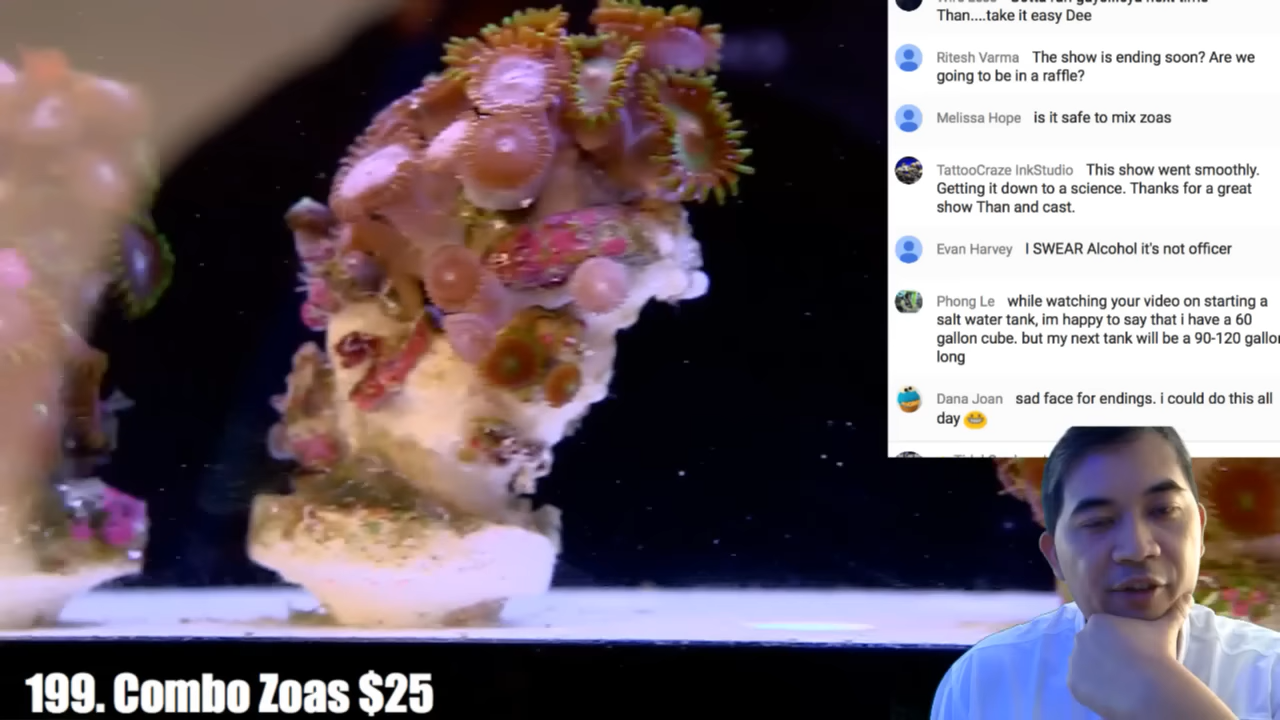 Than....take it easy Dee
Ritesh Varma The show is ending soon? Are we
going to be in a raffle?
Melissa Hope is it safe to mix zoas
TattooCraze InkStudio This show went smoothly.
Getting it down to a science. Thanks for a great
show Than and cast.
Evan Harvey I SWEAR Alcohol it's not officer
Phong Le while watching your video on starting a
salt water tank, im happy to say that i have a 60
gallon cube. but my next tank will be a 90-120 gallon
long
Dana Joan sad face for endings. i could do this all
day
199. Combo Zoas $25